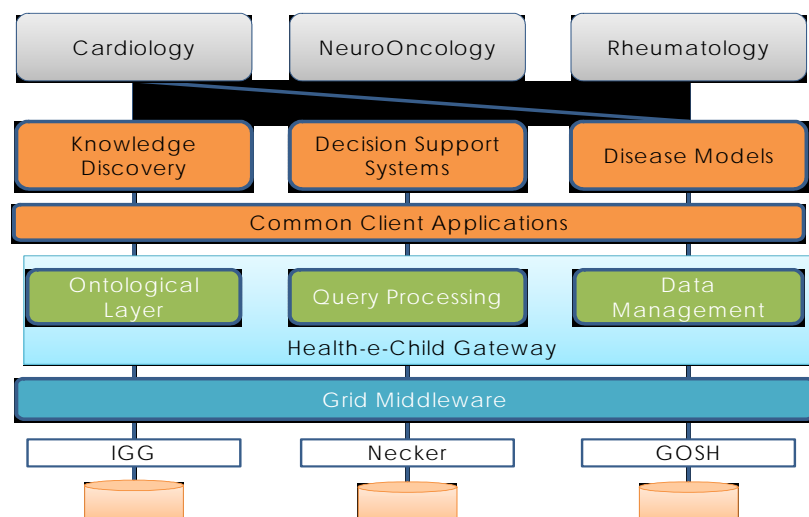 Cardiology
NeuroOncology
Rheumatology
Knowledge
Discovery
Decision Support
Systems
Disease Models
Common Client Applications
Ontological
Layer
Query Processing
Data
Management
Health-e-Child Gateway
Grid Middleware
IGG
Necker
GOSH